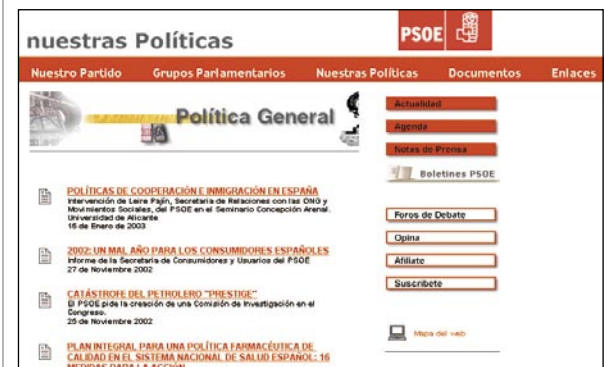 nuestras Políticas
PSOE
Nuestro Partido Grupos Parlamentarios Nuestras Políticas Documentos Enlaces
Política General
POLÍTICAS DE COOPERACIÓN E INMIGRACIÓN EN ESPAÑA
Intervención de Leire Pajín, Secretaria de Relaciones con las ONG y
Movimientos Sociales, del PSOE en el Seminario Concepción Arenal.
Universidad de Alicante
16 de Enero de 2003
2002: UN MAL AÑO PARA LOS CONSUMIDORES ESPAÑOLES
Informe de la Secretaría de Consumidores y Usuarios del PSOE
27 de Noviembre 2002
CATÁSTROFE DEL PETROLERO "PRESTIGE"
El PSOE pide la creación de una Comisión de Investigación en el
Congreso.
25 de Noviembre 2002
PLAN INTEGRAL PARA UNA POLÍTICA FARMACÉUTICA DE
CALIDAD EN EL SISTEMA NACIONAL DE SALUD ESPAÑOL: 16
MEDIDAS PARA LA ACCIÓN
Actualidad
Agenda
Notas de Prensa
Boletines PSOE
Foros de Debate
Opina
Afíliate
Suscríbete
Mapa del web